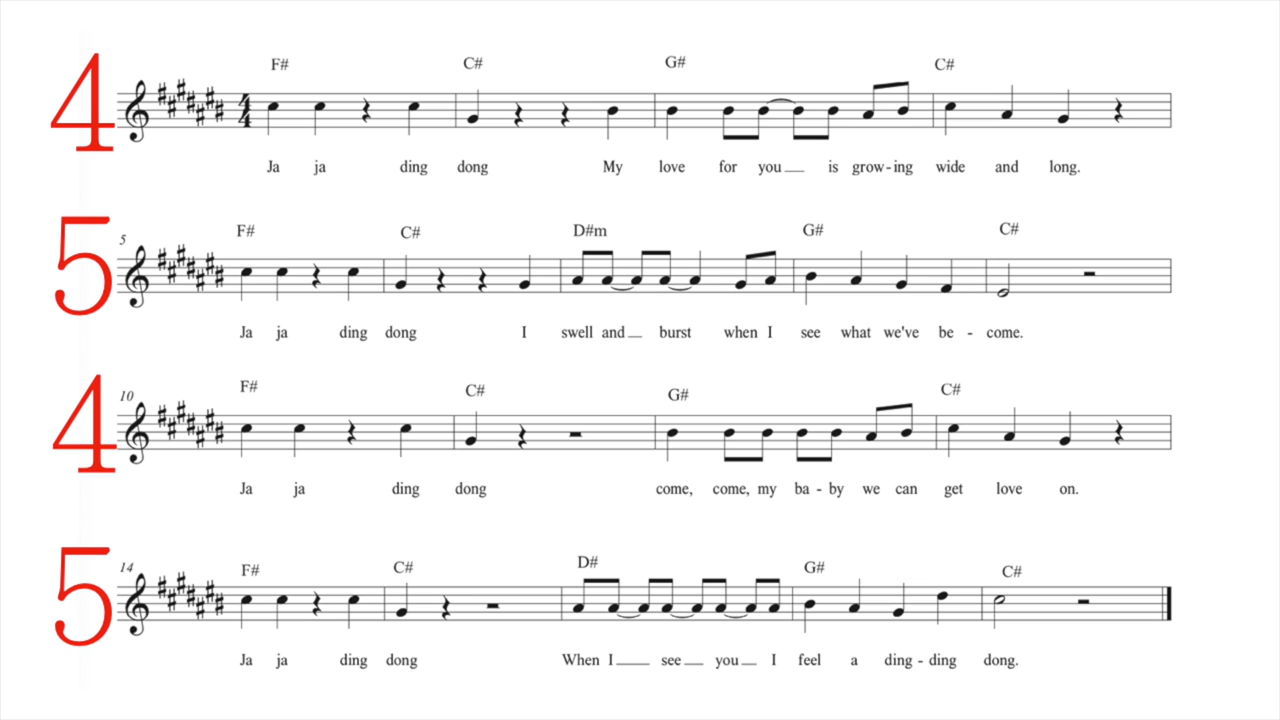 4
F# C# G# C#
4
4
Ja ja ding dong My love for you is grow-ing wide and long.
5
5
F# C# D#m G# C#
Ja ja ding dong I swell and burst when I see what we've be - come.
4
10
F# C# G# C#
Ja ja ding dong come, come, my ba - by we can get love on.
5
14
F# C# D# G# C#
Ja ja ding dong When I see you I feel a ding - ding dong.